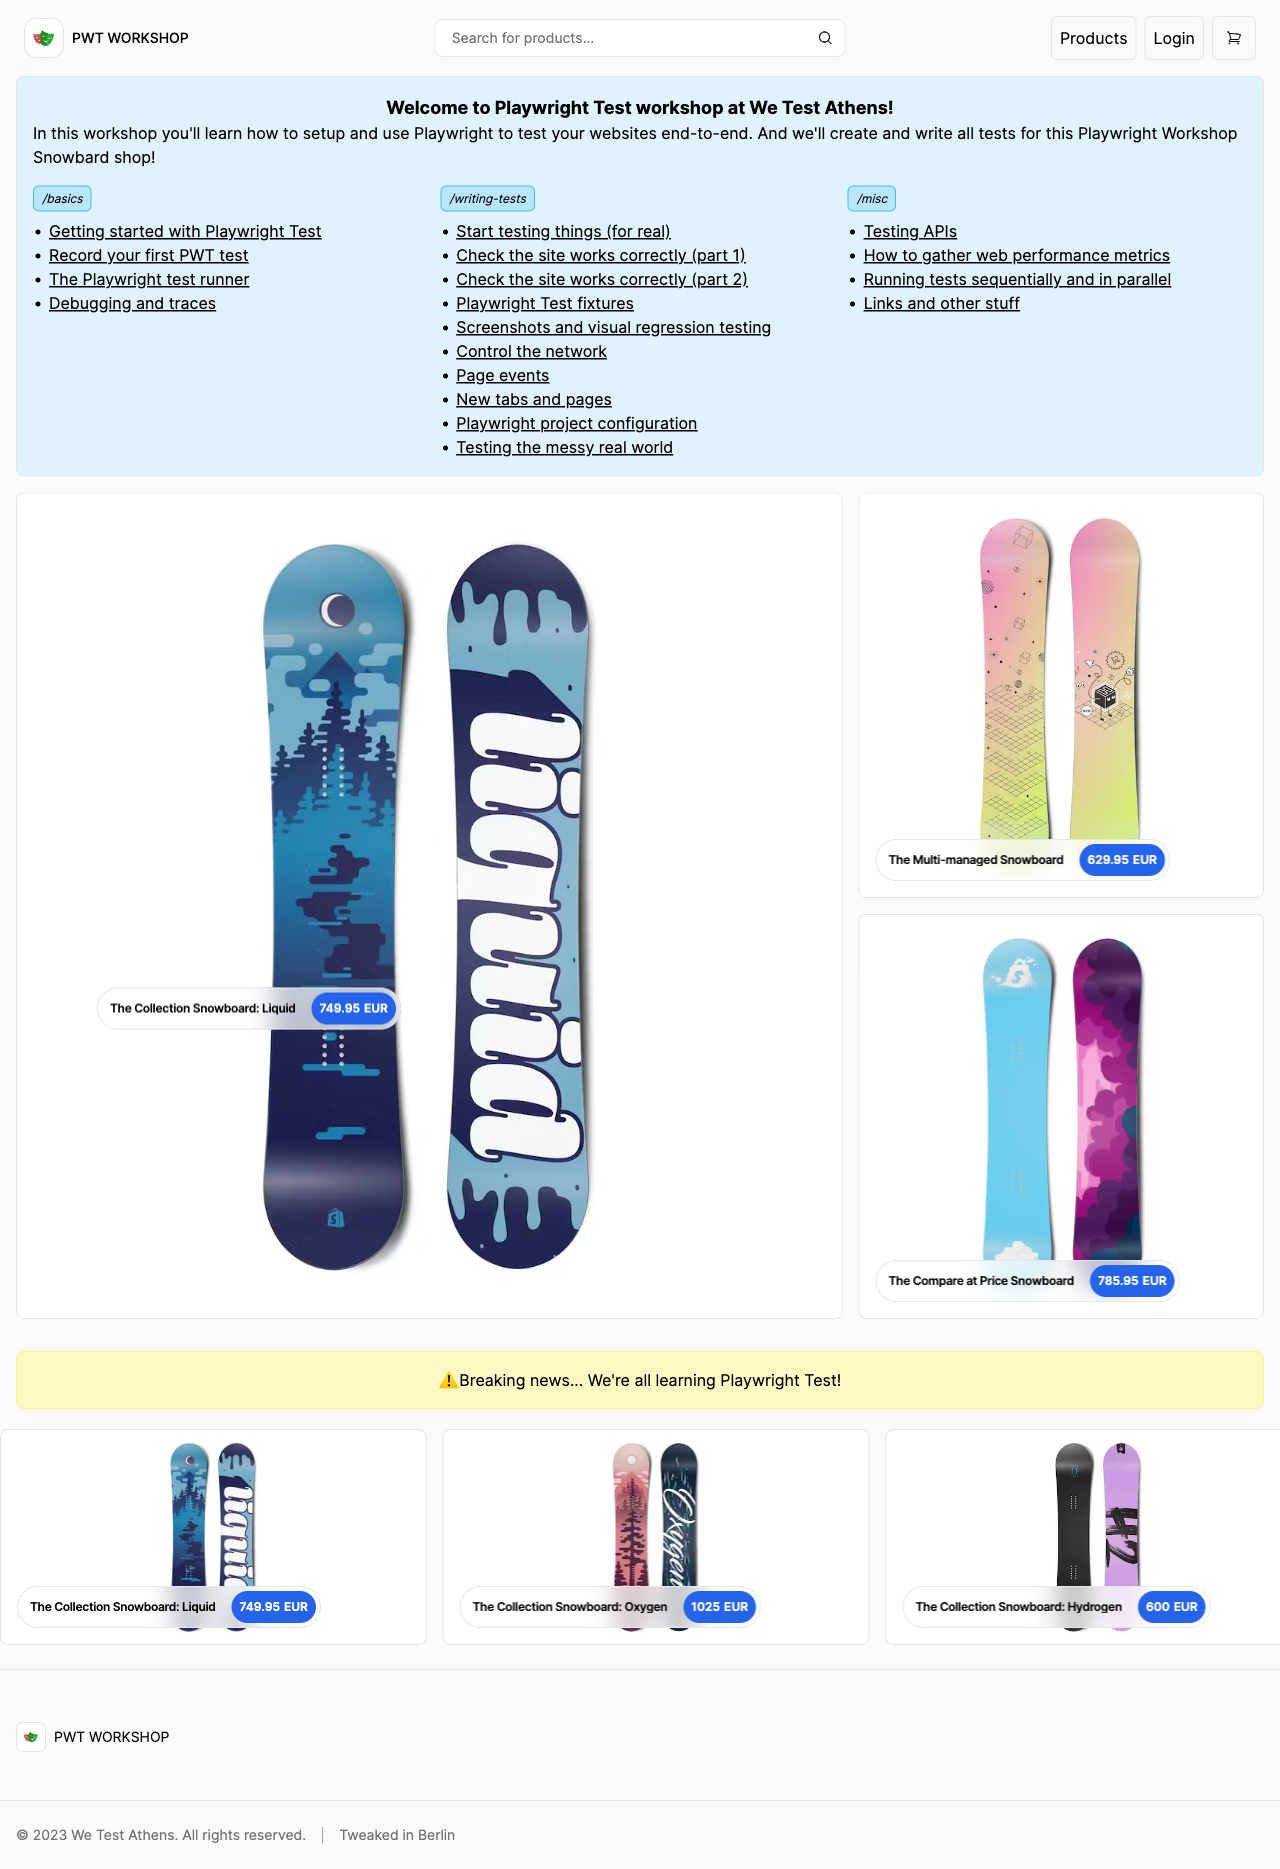 PWT WORKSHOP
Search for products...
Products
Login
Welcome to Playwright Test workshop at We Test Athens!
In this workshop you'll learn how to setup and use Playwright to test your websites end-to-end. And we'll create and write all tests for this Playwright Workshop
Snowbard shop!
/basics
• Getting started with Playwright Test
• Record your first PWT test
• The Playwright test runner
• Debugging and traces
/writing-tests
• Start testing things (for real)
• Check the site works correctly (part 1)
• Check the site works correctly (part 2)
• Playwright Test fixtures
• Screenshots and visual regression testing
• Control the network
• Page events
• New tabs and pages
• Playwright project configuration
• Testing the messy real world
/misc
• Testing APIs
• How to gather web performance metrics
• Running tests sequentially and in parallel
• Links and other stuff
liquid
The Collection Snowboard: Liquid 749.95 EUR
The Multi-managed Snowboard 629.95 EUR
The Compare at Price Snowboard 785.95 EUR
⚠️Breaking news... We're all learning Playwright Test!
liquid
The Collection Snowboard: Liquid 749.95 EUR
Oxygen
The Collection Snowboard: Oxygen 1025 EUR
H2
The Collection Snowboard: Hydrogen 600 EUR
PWT WORKSHOP
© 2023 We Test Athens. All rights reserved.
Tweaked in Berlin